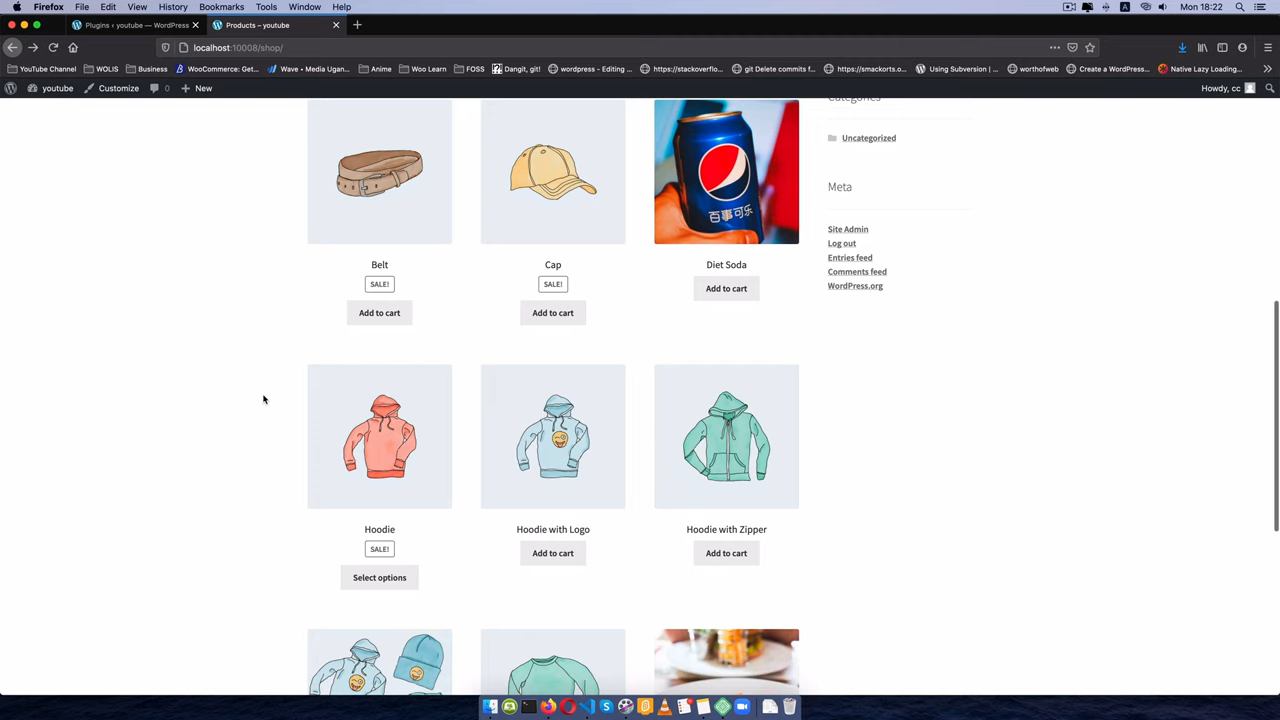 Firefox File Edit View History Bookmarks Tools Window Help
A Mon 18:22
Plugins ‹ youtube — WordPress
Products – youtube
localhost:10008/shop/
YouTube Channel WOLIS Business WooCommerce: Get... Wave • Media Ugan... Anime Woo Learn FOSS Dangit, git! wordpress - Editing ... https://stackoverflo... git Delete commits f... https://smackorts.o... Using Subversion |... worthofweb Create a WordPress... Native Lazy Loading...
youtube Customize 0 New Howdy, cc
Categories
Uncategorized
Meta
Site Admin
Log out
Entries feed
Comments feed
WordPress.org
百事可乐
Belt Cap Diet Soda
SALE! SALE!
Add to cart Add to cart Add to cart
Hoodie Hoodie with Logo Hoodie with Zipper
SALE!
Select options Add to cart Add to cart